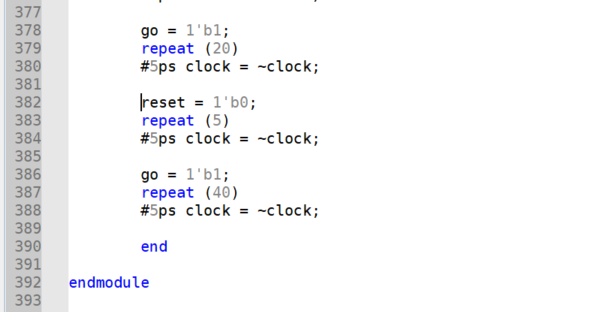 377
378 go = 1'b1;
379 repeat (20)
380 #5ps clock = ~clock;
381
382 reset = 1'b0;
383 repeat (5)
384 #5ps clock = ~clock;
385
386 go = 1'b1;
387 repeat (40)
388 #5ps clock = ~clock;
389
390 end
391
392 endmodule
393